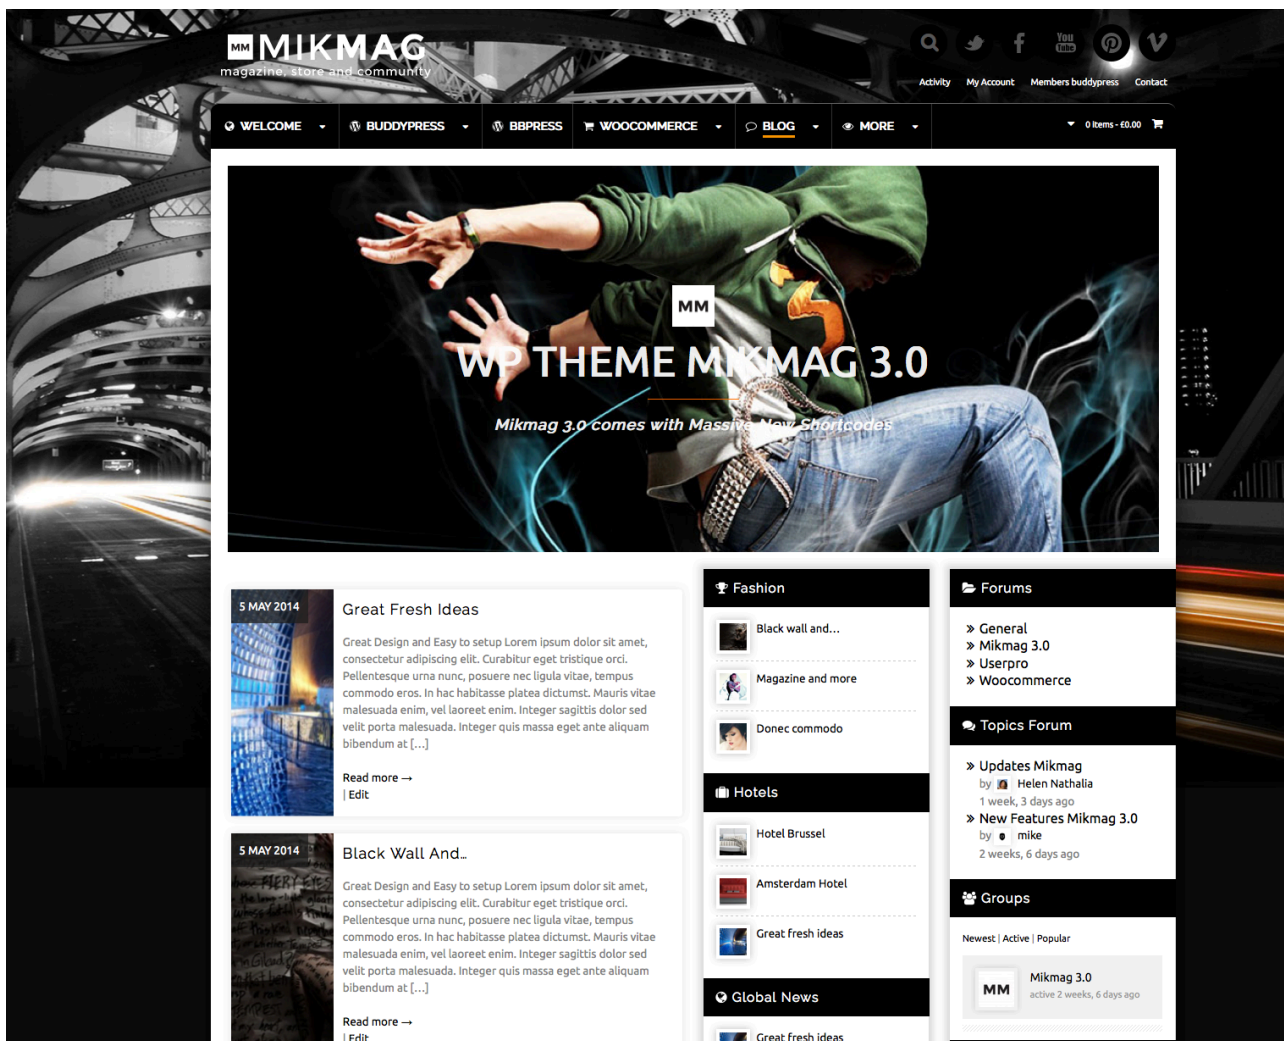 MM MIKMAG
magazine, store and community
You
Tube
Activity My Account Members buddypress Contact
WELCOME BUDDYPRESS BBPRESS WOOCOMMERCE BLOG MORE
0 Items - £0.00
MM
WP THEME MIKMAG 3.0
Mikmag 3.0 comes with Massive New Shortcodes
5 MAY 2014
Great Fresh Ideas
Great Design and Easy to setup Lorem ipsum dolor sit amet,
consectetur adipiscing elit. Curabitur eget tristique orci.
Pellentesque urna nunc, posuere nec ligula vitae, tempus
commodo eros. In hac habitasse platea dictumst. Mauris vitae
malesuada enim, vel laoreet enim. Integer sagittis dolor sed
velit porta malesuada. Integer quis massa eget ante aliquam
bibendum at […]
Read more →
| Edit
5 MAY 2014
Black Wall And…
Great Design and Easy to setup Lorem ipsum dolor sit amet,
consectetur adipiscing elit. Curabitur eget tristique orci.
Pellentesque urna nunc, posuere nec ligula vitae, tempus
commodo eros. In hac habitasse platea dictumst. Mauris vitae
malesuada enim, vel laoreet enim. Integer sagittis dolor sed
velit porta malesuada. Integer quis massa eget ante aliquam
bibendum at […]
Read more →
| Edit
Fashion
Black wall and…
Magazine and more
Donec commodo
Hotels
Hotel Brussel
Amsterdam Hotel
Great fresh ideas
Global News
Great fresh ideas
Forums
» General
» Mikmag 3.0
» Userpro
» Woocommerce
Topics Forum
» Updates Mikmag
by Helen Nathalia
1 week, 3 days ago
» New Features Mikmag 3.0
by mike
2 weeks, 6 days ago
Groups
Newest | Active | Popular
MM
Mikmag 3.0
active 2 weeks, 6 days ago